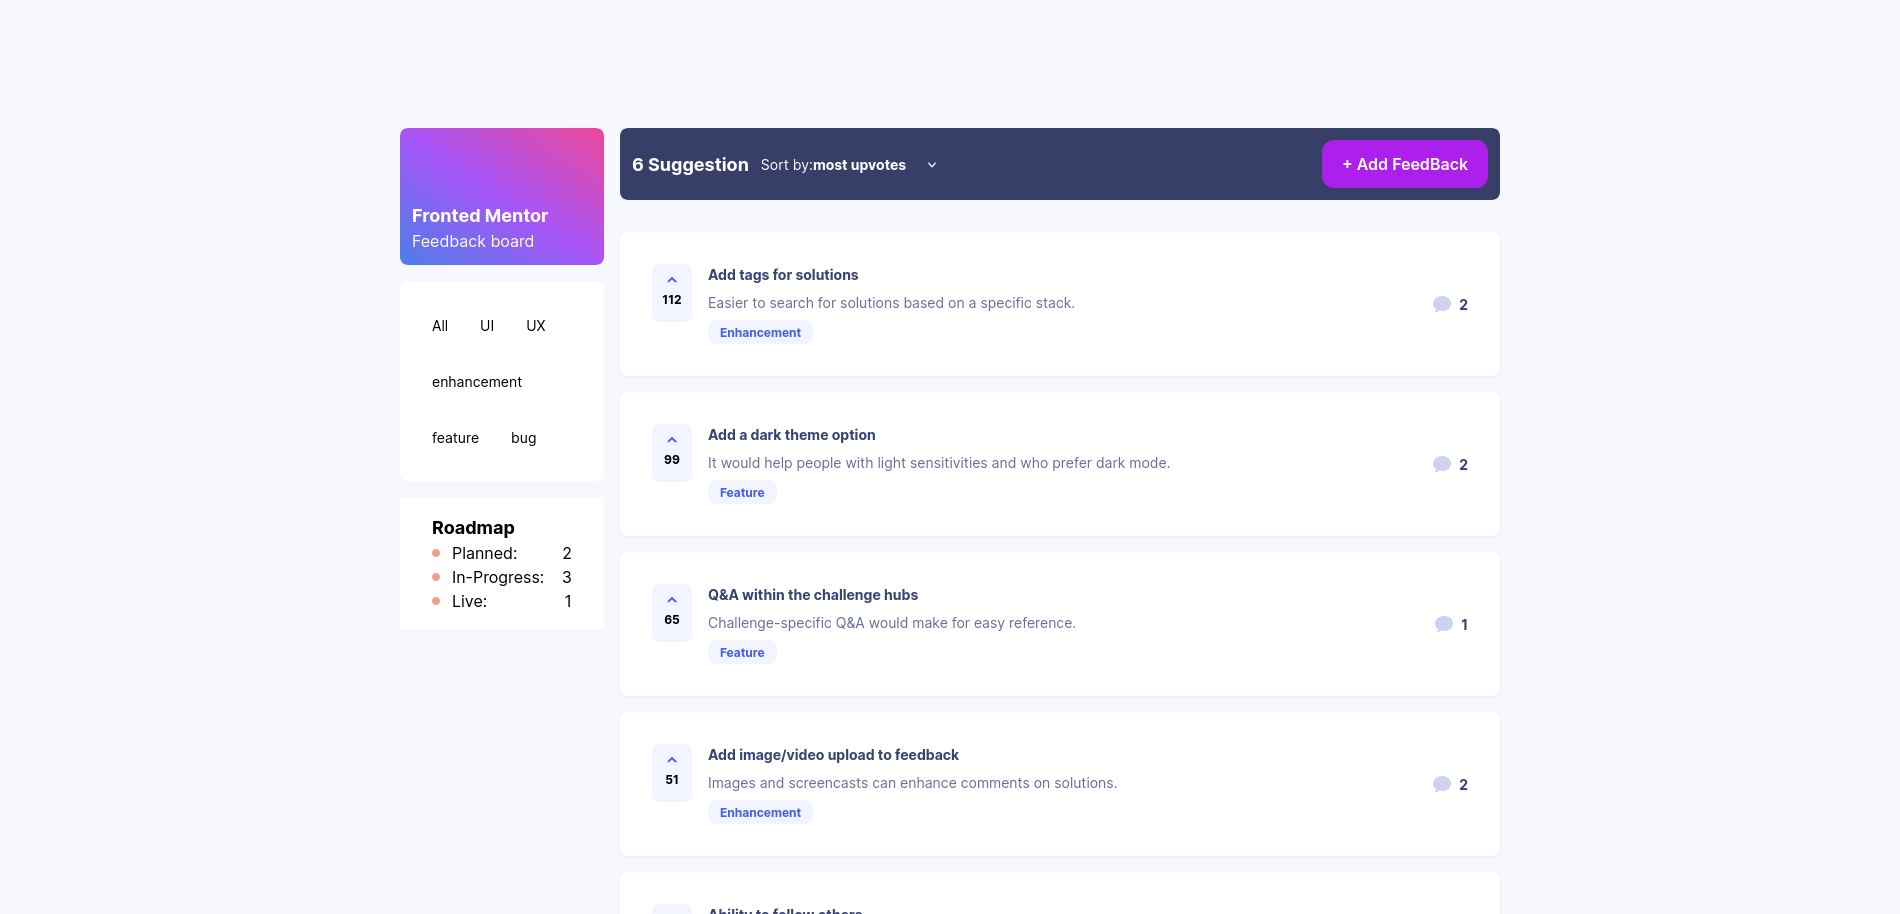 Fronted Mentor
Feedback board
All UI UX
enhancement
feature bug
Roadmap
Planned: 2
In-Progress: 3
Live: 1
6 Suggestion Sort by:most upvotes + Add FeedBack
112
Add tags for solutions
Easier to search for solutions based on a specific stack.
Enhancement
2
99
Add a dark theme option
It would help people with light sensitivities and who prefer dark mode.
Feature
2
65
Q&A within the challenge hubs
Challenge-specific Q&A would make for easy reference.
Feature
1
51
Add image/video upload to feedback
Images and screencasts can enhance comments on solutions.
Enhancement
2
Ability to follow others